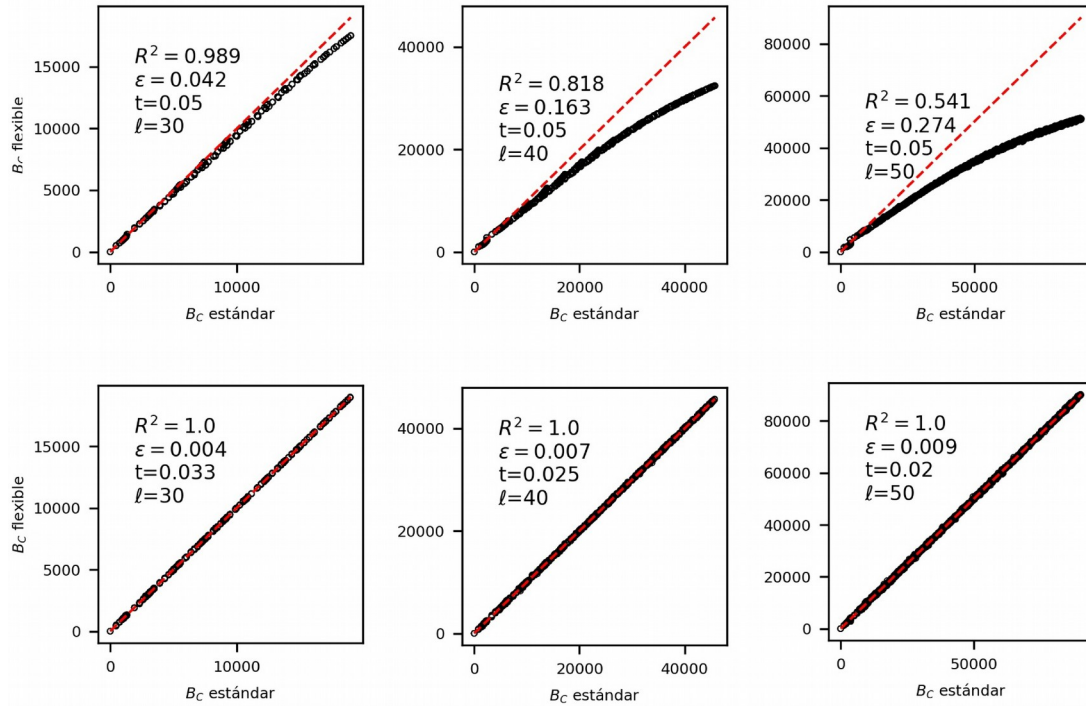 R² = 0.989
ε = 0.042
t=0.05
ℓ=30
15000
10000
5000
0
0
10000
B_C flexible
B_C estándar
R² = 0.818
ε = 0.163
t=0.05
ℓ=40
40000
20000
0
0
20000
40000
B_C estándar
R² = 0.541
ε = 0.274
t=0.05
ℓ=50
80000
60000
40000
20000
0
0
50000
B_C estándar
R² = 1.0
ε = 0.004
t=0.033
ℓ=30
15000
10000
5000
0
0
10000
B_C flexible
B_C estándar
R² = 1.0
ε = 0.007
t=0.025
ℓ=40
40000
20000
0
0
20000
40000
B_C estándar
R² = 1.0
ε = 0.009
t=0.02
ℓ=50
80000
60000
40000
20000
0
0
50000
B_C estándar